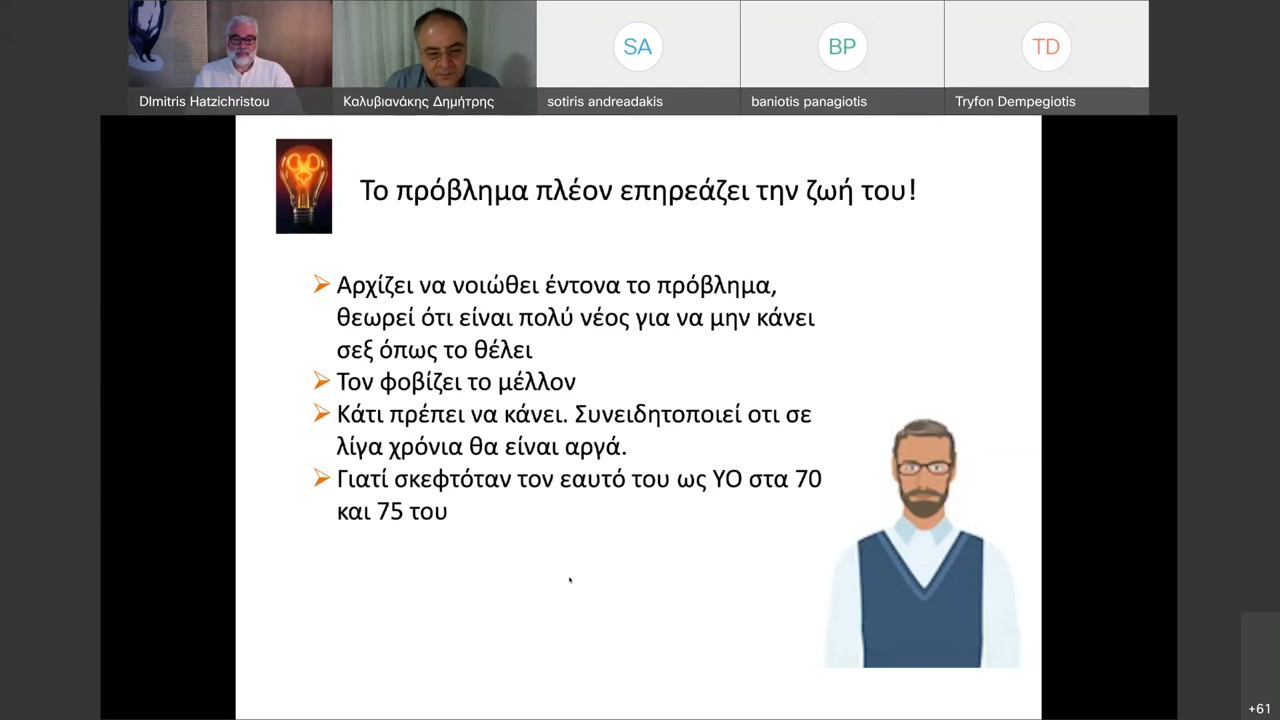 DImitris Hatzichristou
Καλυβιανάκης Δημήτρης
SA
sotiris andreadakis
BP
baniotis panagiotis
TD
Tryfon Dempegiotis
Το πρόβλημα πλέον επηρεάζει την ζωή του!
Αρχίζει να νοιώθει έντονα το πρόβλημα,
θεωρεί ότι είναι πολύ νέος για να μην κάνει
σεξ όπως το θέλει
Τον φοβίζει το μέλλον
Κάτι πρέπει να κάνει. Συνειδητοποιεί οτι σε
λίγα χρόνια θα είναι αργά.
Γιατί σκεφτόταν τον εαυτό του ως ΥΟ στα 70
και 75 του
+61